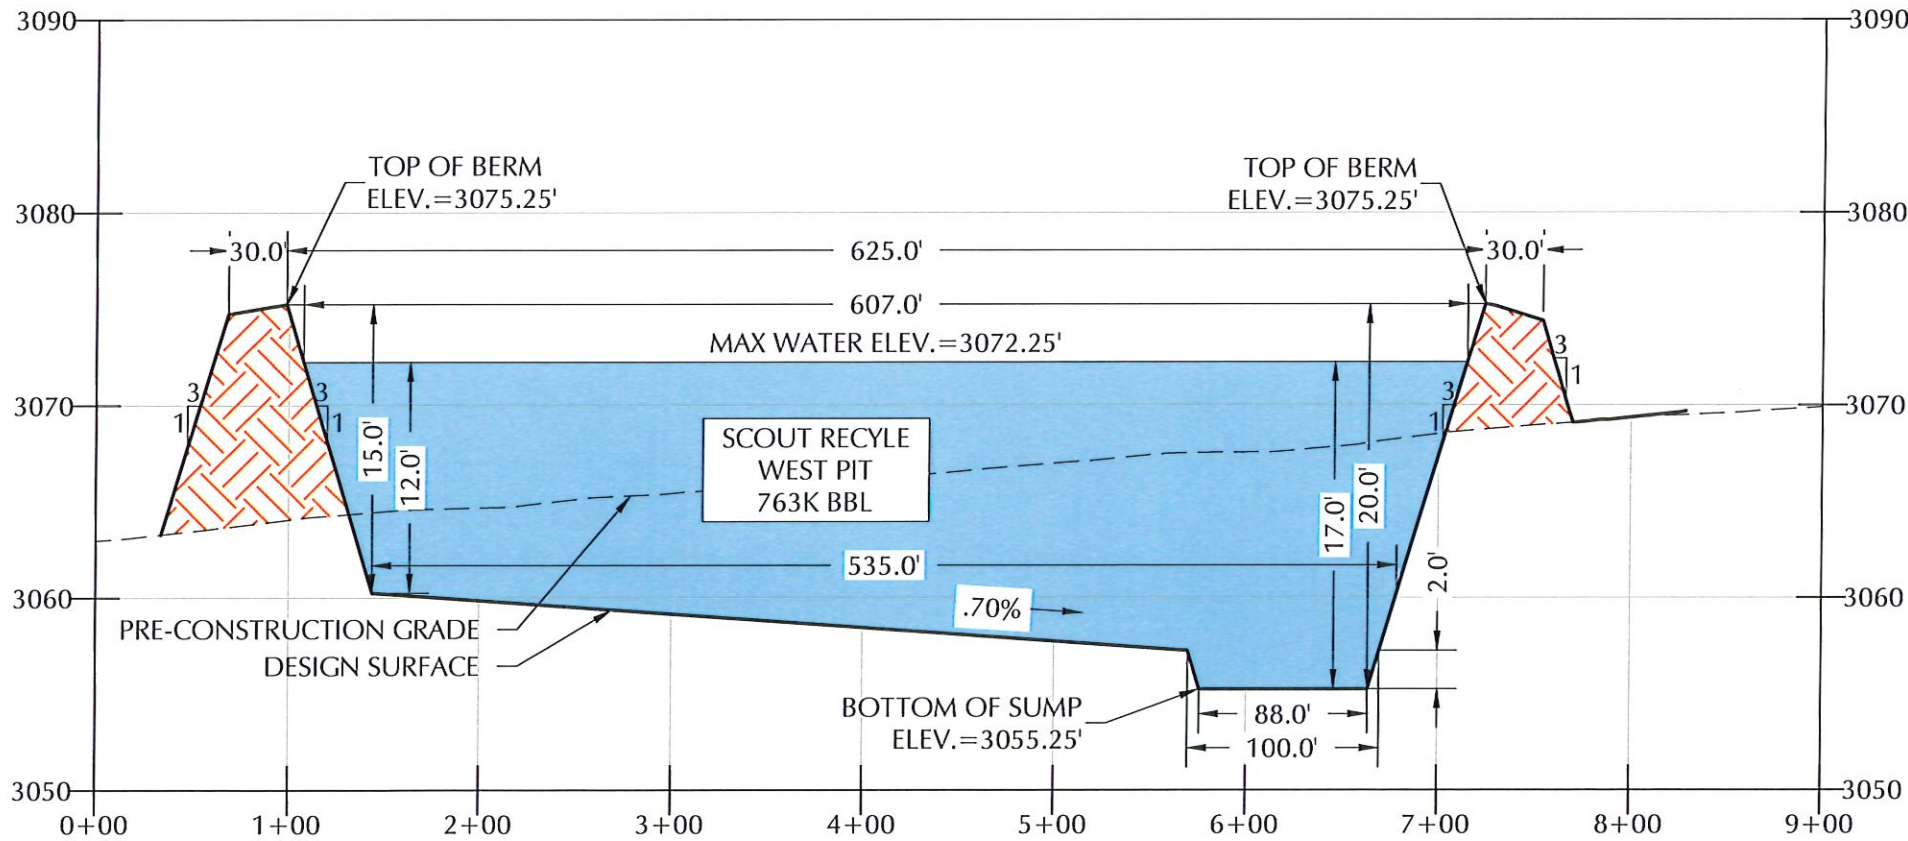 3090
3090
TOP OF BERM
ELEV.=3075.25'
TOP OF BERM
ELEV.=3075.25'
3080
3080
30.0'
625.0'
30.0'
607.0'
MAX WATER ELEV.=3072.25'
3
1
3
1
3070
3070
3
1
3
1
15.0'
12.0'
SCOUT RECYLE
WEST PIT
763K BBL
17.0'
20.0'
535.0'
2.0'
3060
3060
.70%
PRE-CONSTRUCTION GRADE
DESIGN SURFACE
BOTTOM OF SUMP
ELEV.=3055.25'
88.0'
100.0'
3050
3050
0+00 1+00 2+00 3+00 4+00 5+00 6+00 7+00 8+00 9+00